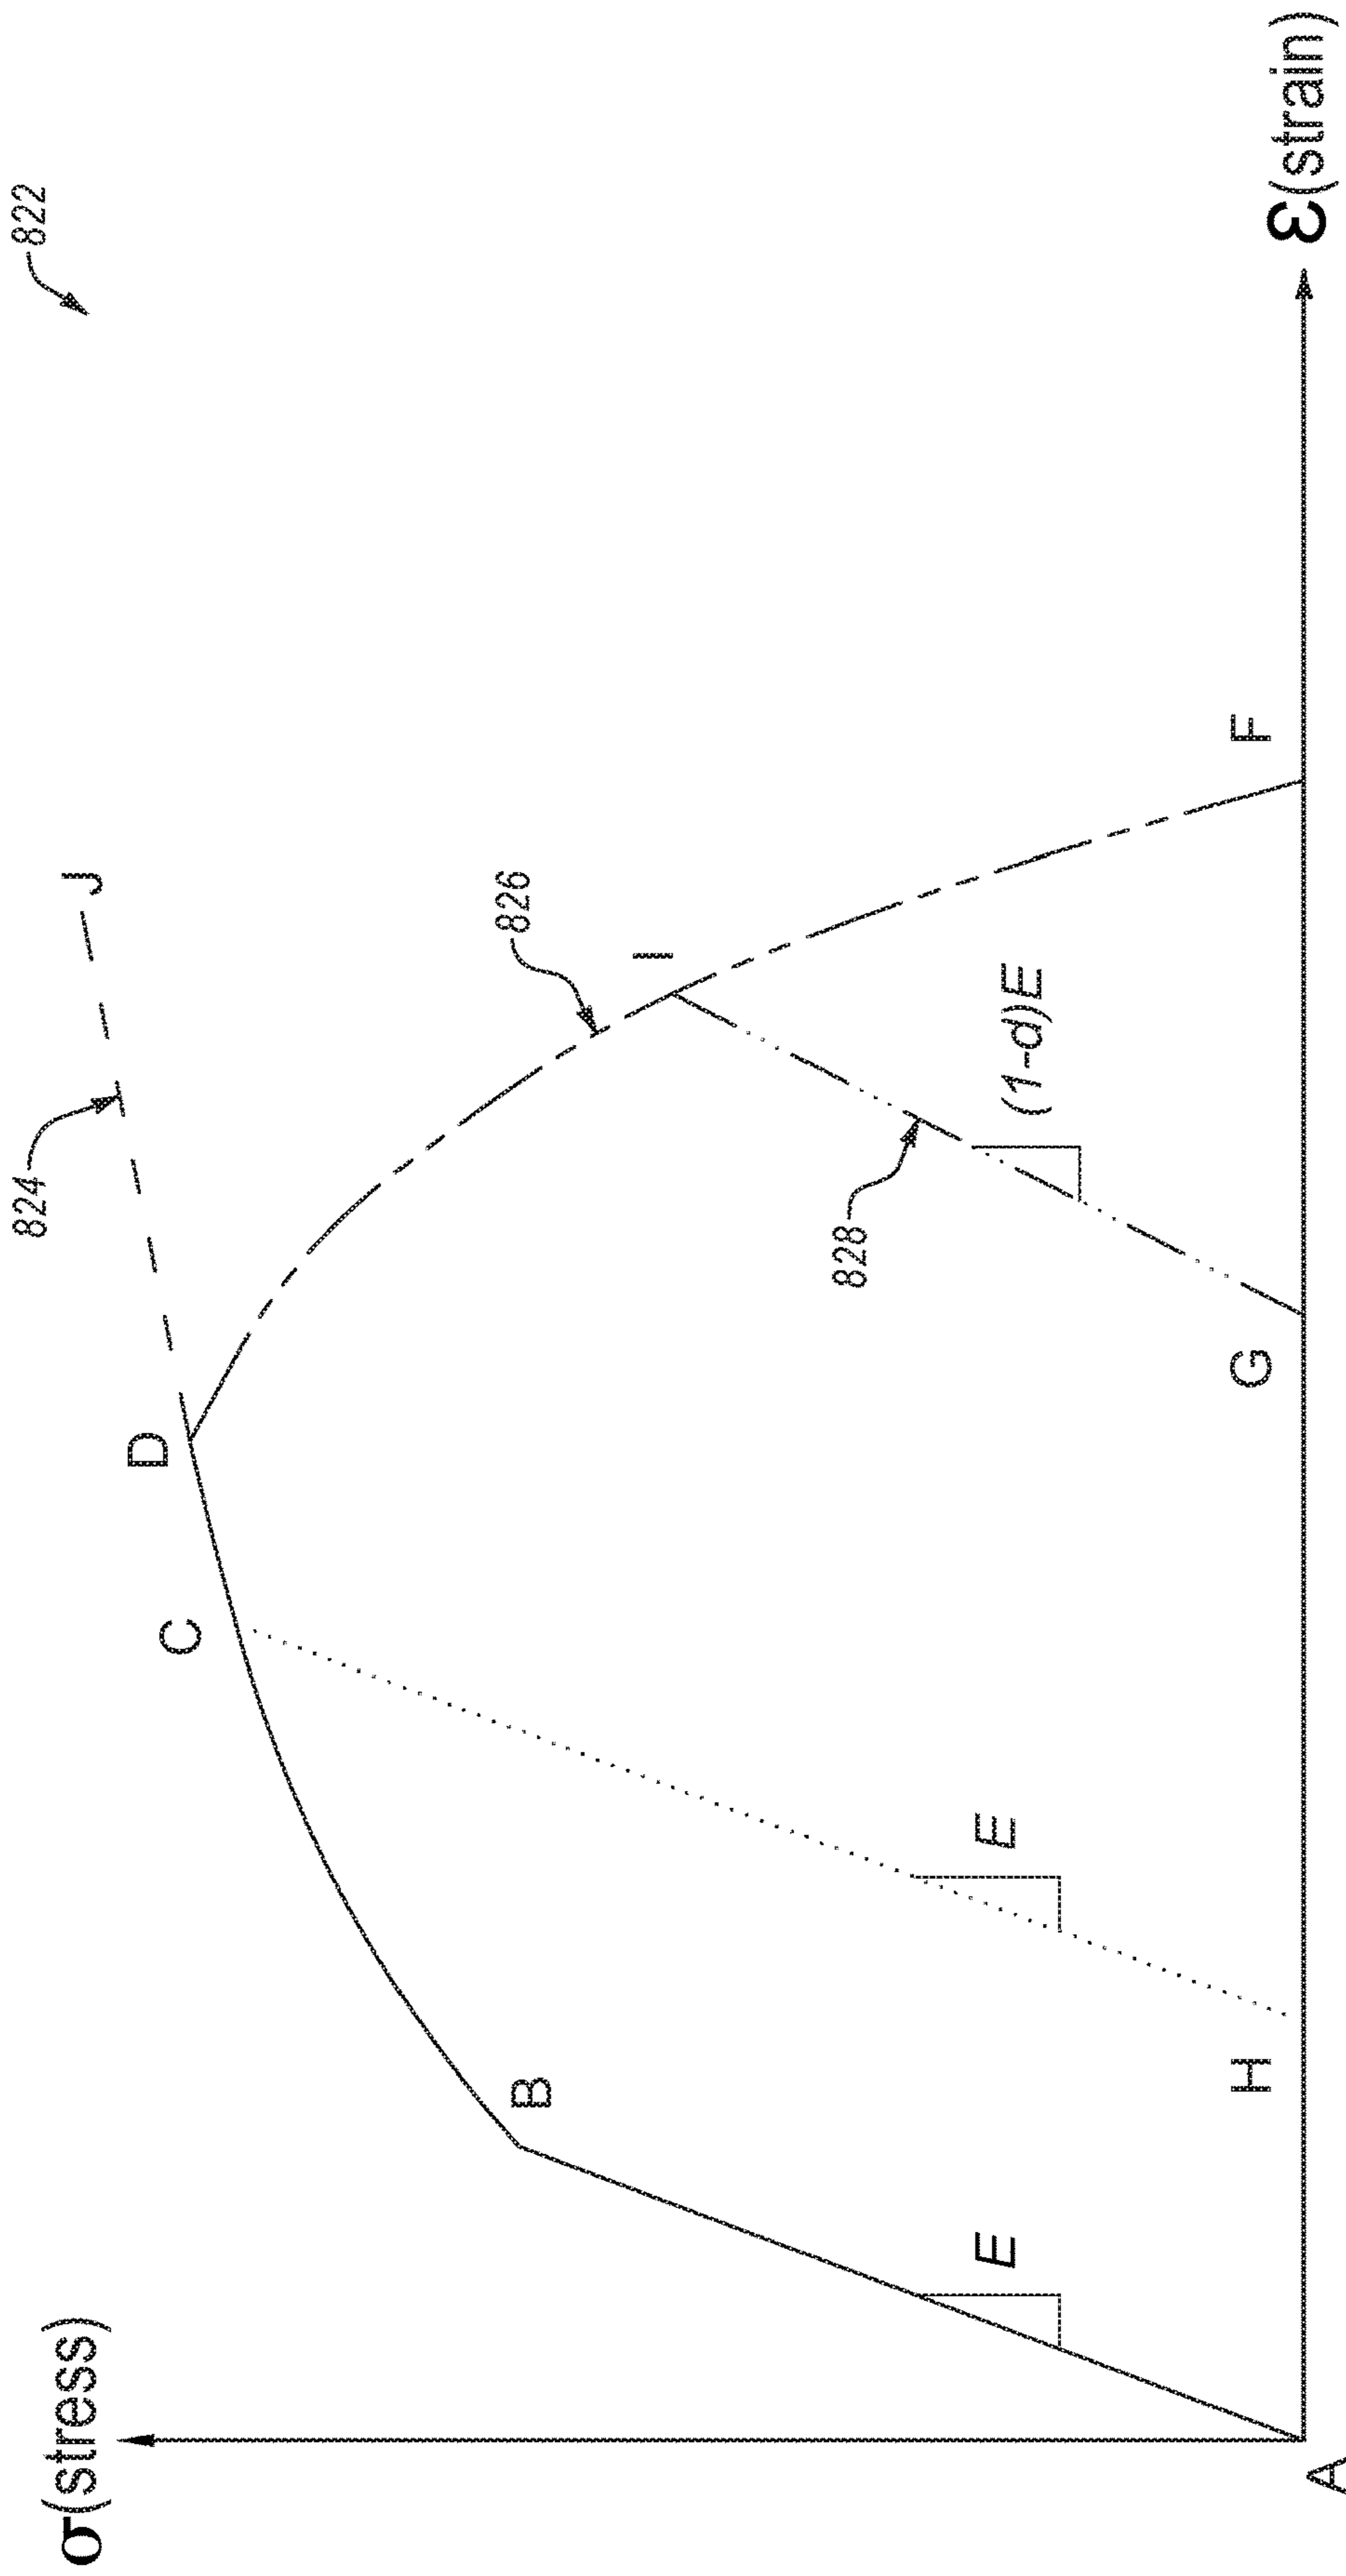 822
σ(stress)
824
J
D
C
826
B
I
828
E
E
(1-d)E
A
H
G
F
ε(strain)